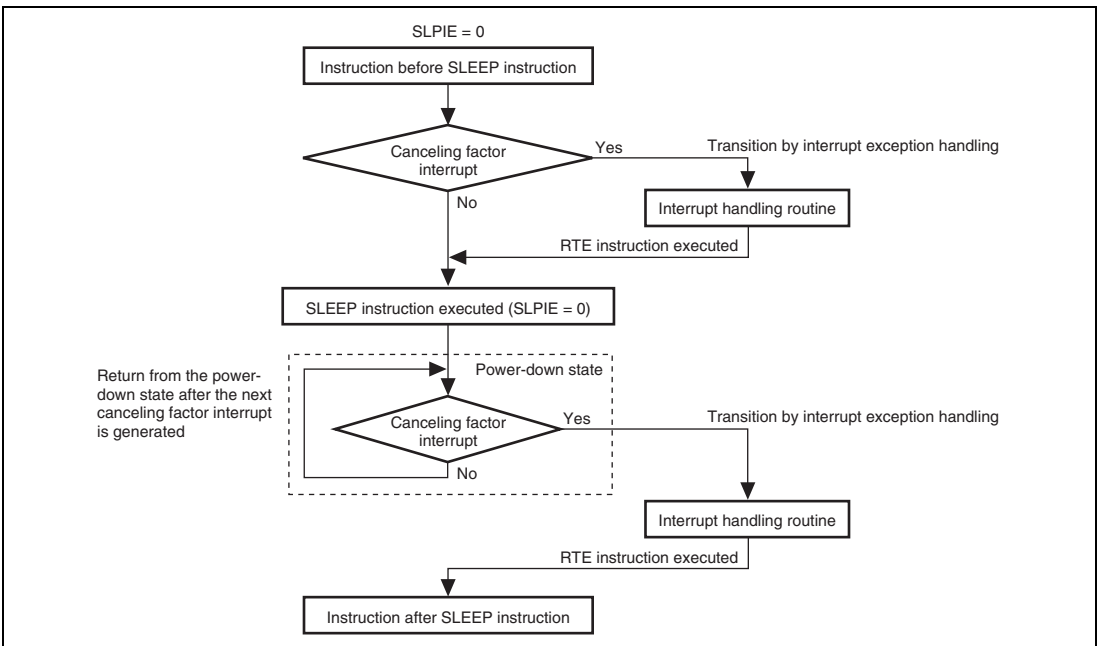 SLPIE = 0
Instruction before SLEEP instruction
Canceling factor
interrupt
Yes
Transition by interrupt exception handling
No
Interrupt handling routine
RTE instruction executed
SLEEP instruction executed (SLPIE = 0)
Return from the power-
down state after the next
canceling factor interrupt
is generated
Power-down state
Canceling factor
interrupt
Yes
Transition by interrupt exception handling
No
Interrupt handling routine
RTE instruction executed
Instruction after SLEEP instruction